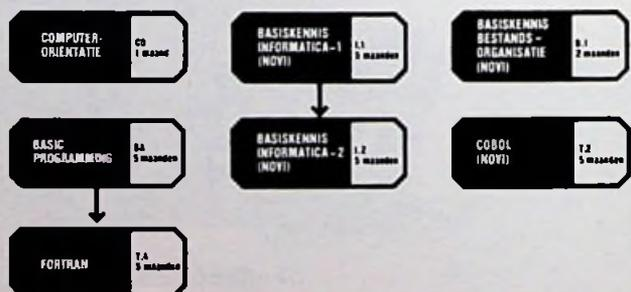 COMPUTER-
ORIËNTATIE
CO
1 maand
BASISKENNIS
INFORMATICA-1
(NOVI)
I.1
5 maanden
BASISKENNIS
BESTANDS-
ORGANISATIE
(NOVI)
B.1
2 maanden
BASIC
PROGRAMMING
BA
5 maanden
BASISKENNIS
INFORMATICA-2
(NOVI)
I.2
5 maanden
COBOL
(NOVI)
T.2
5 maanden
FORTRAN
T.4
5 maanden